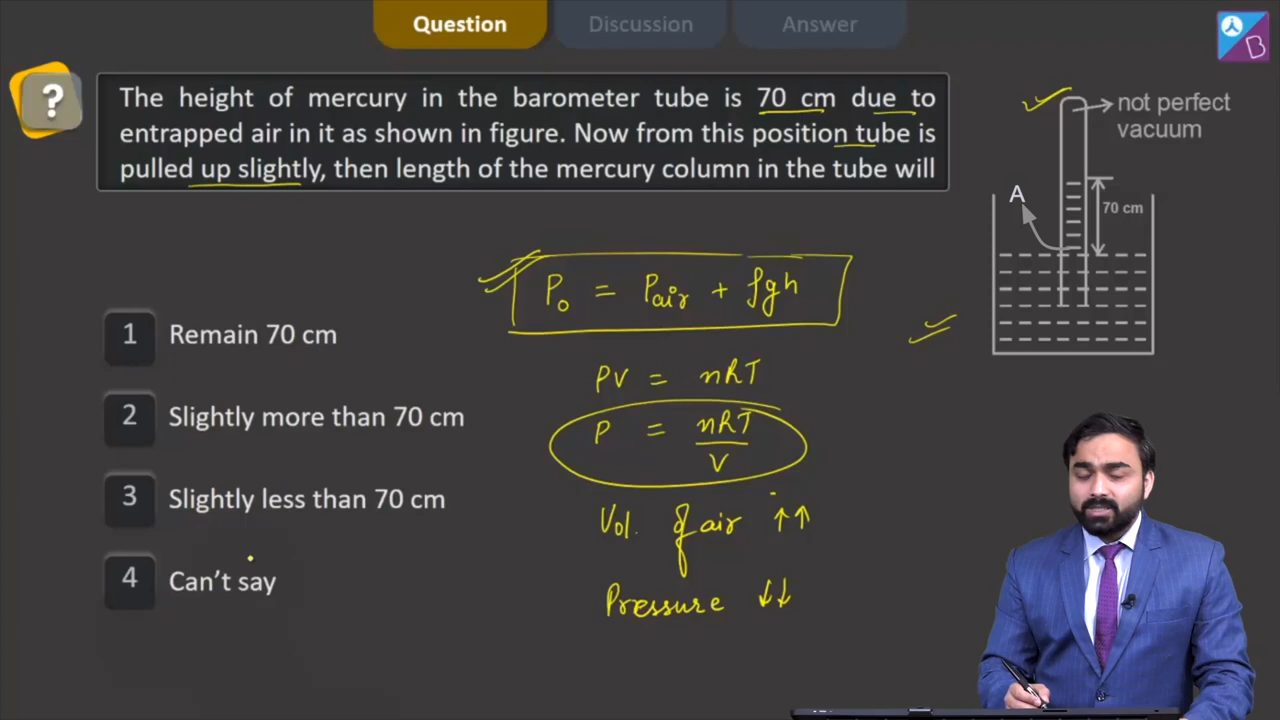 Question
Discussion
Answer
?
The height of mercury in the barometer tube is 70 cm due to
entrapped air in it as shown in figure. Now from this position tube is
pulled up slightly, then length of the mercury column in the tube will
not perfect
vacuum
A
70 cm
P₀ = Pair + ρgh
1 Remain 70 cm
2 Slightly more than 70 cm
3 Slightly less than 70 cm
4 Can't say
PV = nRT
P = nRT/V
Vol. of air ↑↑
Pressure ↓↓
B